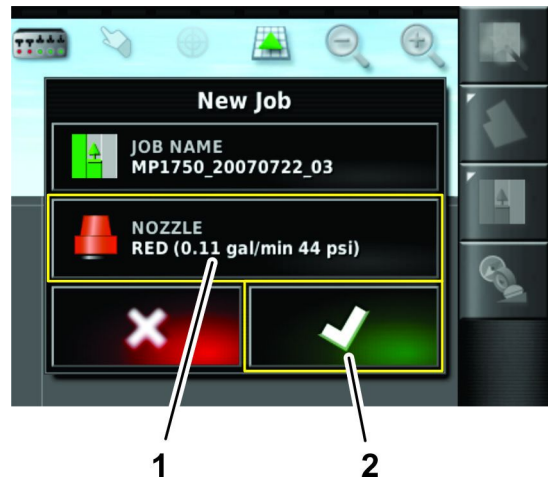 New Job
JOB NAME
MP1750_20070722_03
NOZZLE
RED (0.11 gal/min 44 psi)
1
2